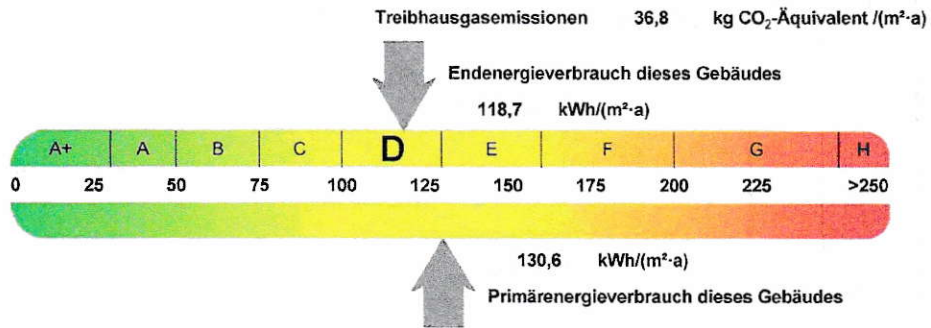 Treibhausgasemissionen 36,8 kg CO₂-Äquivalent /(m²·a)
Endenergieverbrauch dieses Gebäudes
118,7 kWh/(m²·a)
A+ A B C D E F G H
0 25 50 75 100 125 150 175 200 225 >250
130,6 kWh/(m²·a)
Primärenergieverbrauch dieses Gebäudes